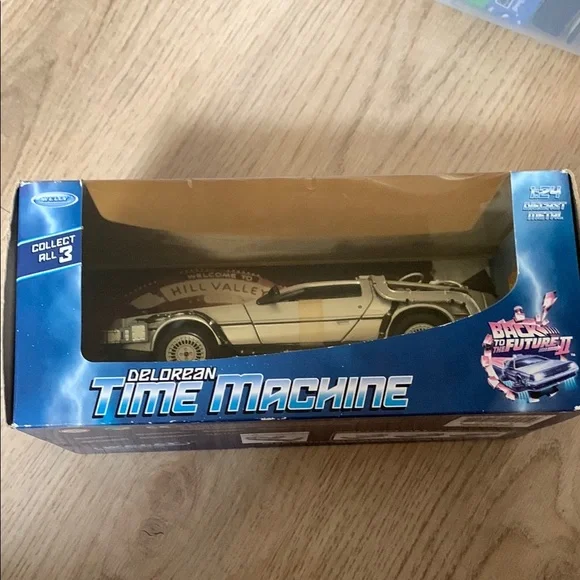 WELLY
COLLECT
ALL 3
WELCOME TO
HILL VALLEY
1:24
DIECAST
METAL
BACK
TO THE FUTURE II
DELOREAN
TIME MACHINE